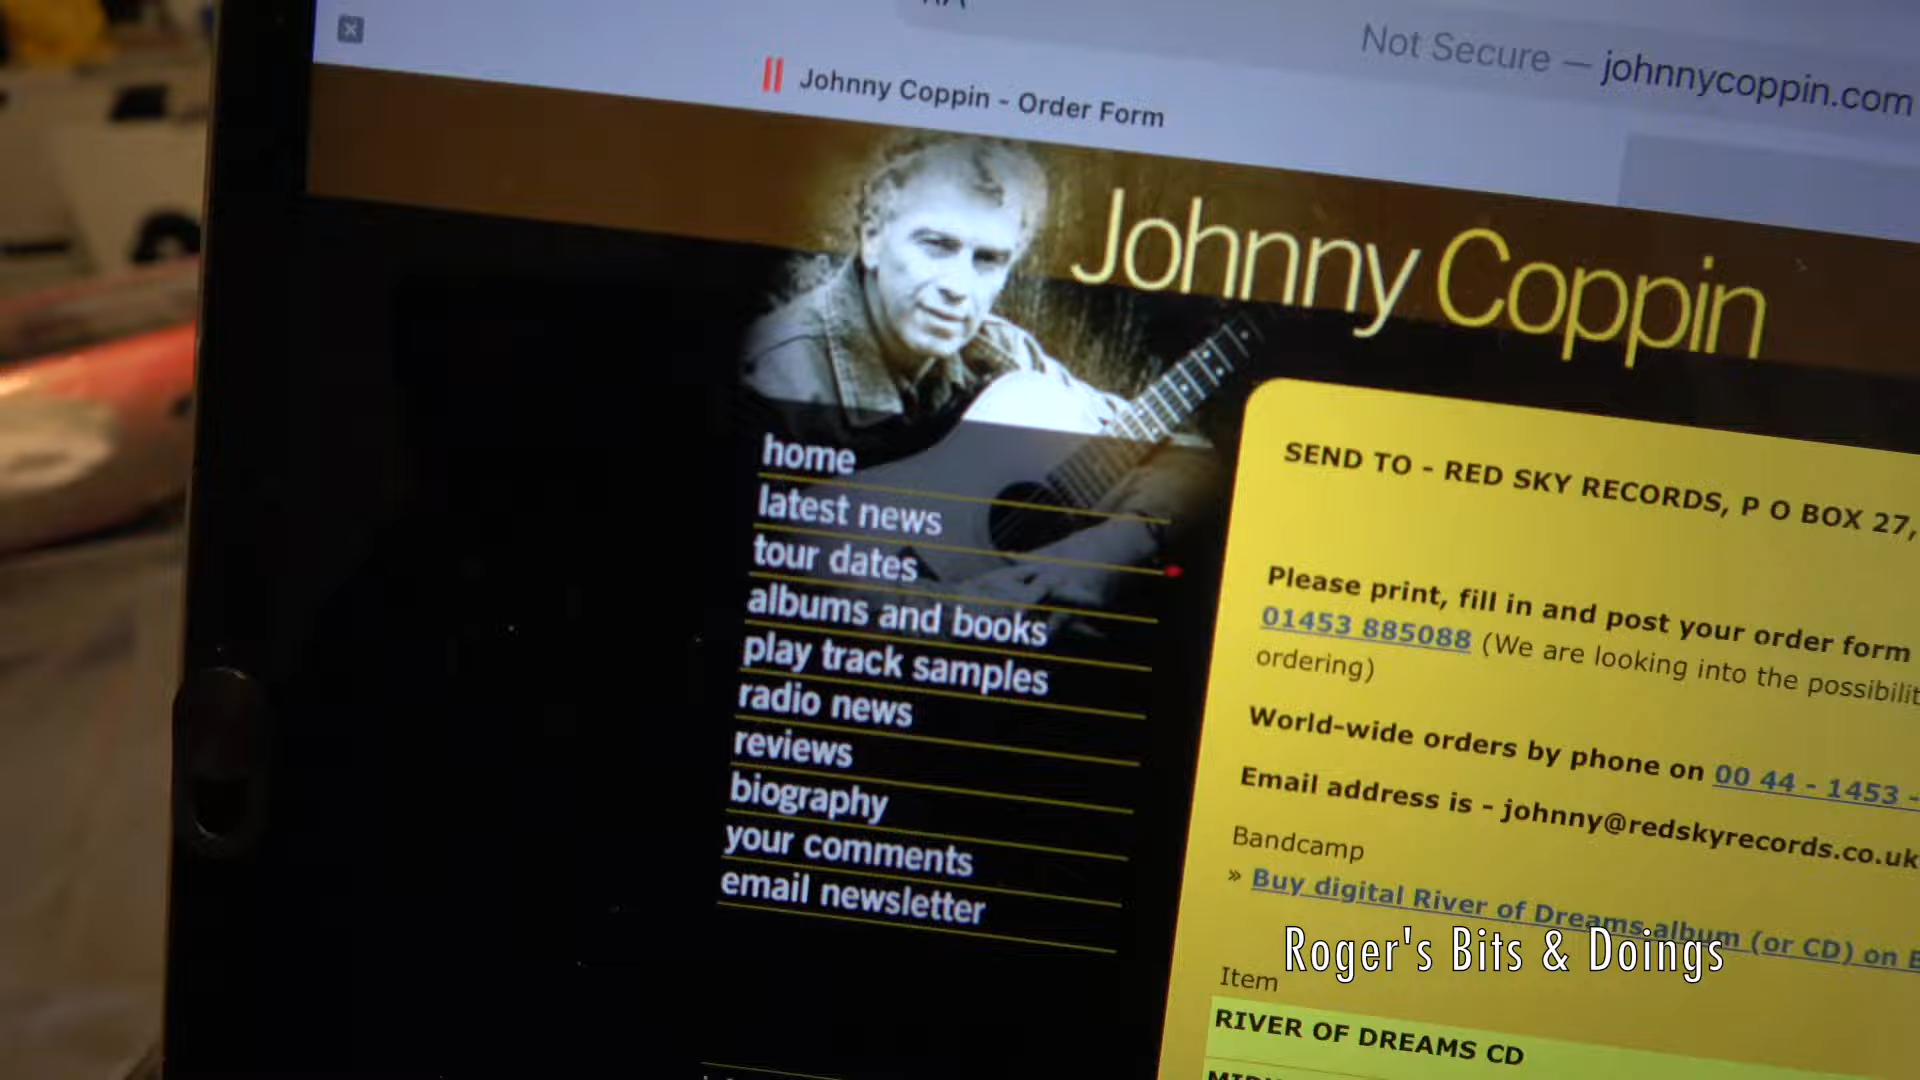 Not Secure — johnnycoppin.com
Johnny Coppin - Order Form
Johnny Coppin
home
latest news
tour dates
albums and books
play track samples
radio news
reviews
biography
your comments
email newsletter
SEND TO - RED SKY RECORDS, P O BOX 27,
Please print, fill in and post your order form
01453 885088 (We are looking into the
ordering)
World-wide orders by phone on 00 44 - 1453 -
Email address is - johnny@redskyrecords.co.uk
Bandcamp
» Buy digital River of Dreams album (or CD) on
Item
RIVER OF DREAMS CD
Roger's Bits & Doings